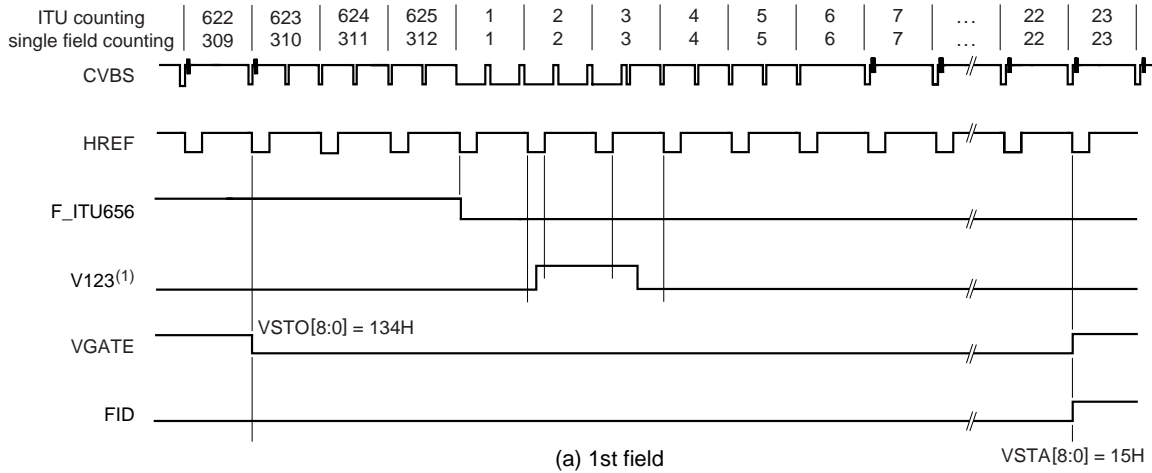 ITU counting 622 623 624 625 1 2 3 4 5 6 7 ... 22 23
single field counting 309 310 311 312 1 2 3 4 5 6 7 ... 22 23
CVBS
HREF
F_ITU656
V123(1)
VSTO[8:0] = 134H
VGATE
FID
(a) 1st field
VSTA[8:0] = 15H